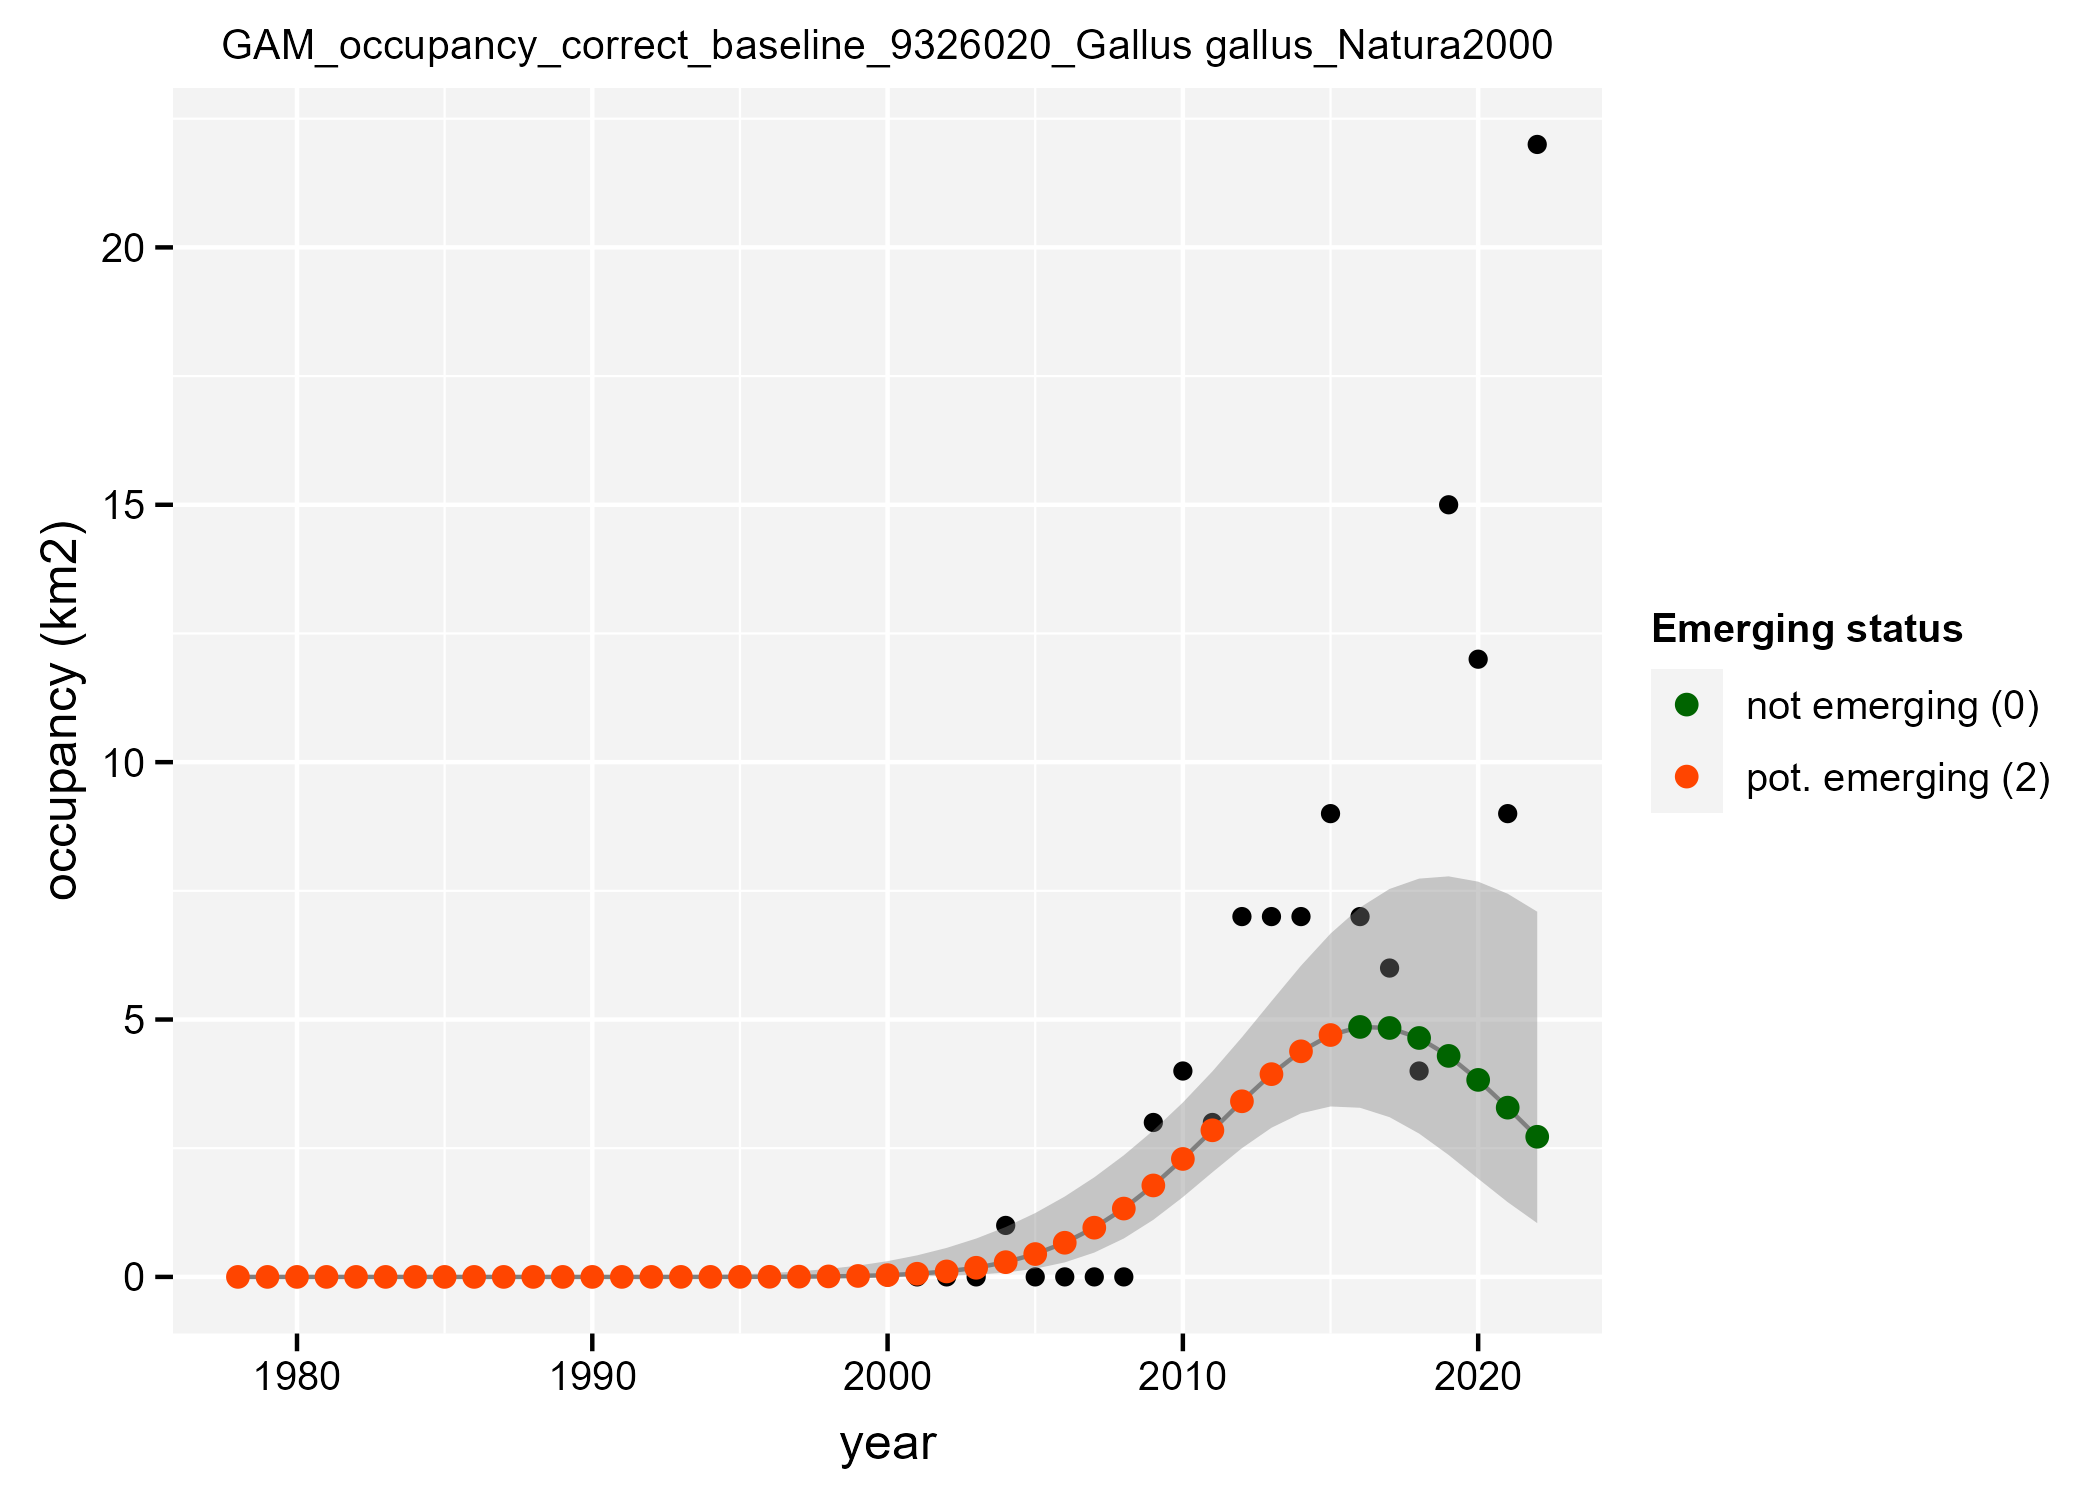 GAM_occupancy_correct_baseline_9326020_Gallus gallus_Natura2000
occupancy (km2)
20
15
10
5
0
1980 1990 2000 2010 2020
year
Emerging status
not emerging (0)
pot. emerging (2)